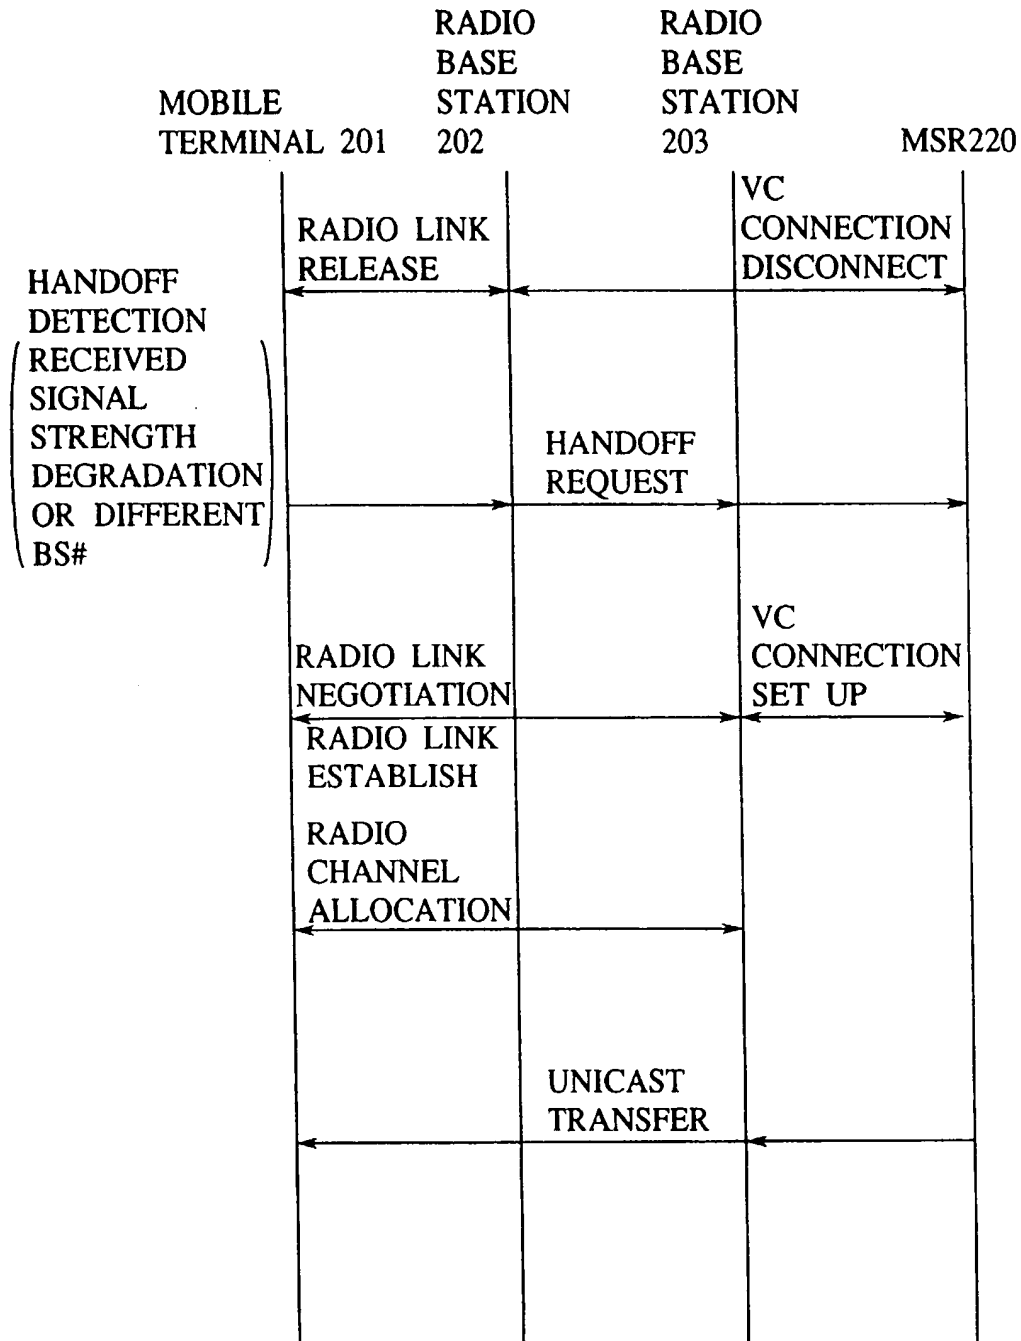 RADIO
BASE
STATION
202
RADIO
BASE
STATION
203
MOBILE
TERMINAL 201
MSR220
VC
CONNECTION
DISCONNECT
RADIO LINK
RELEASE
HANDOFF
DETECTION
RECEIVED
SIGNAL
STRENGTH
DEGRADATION
OR DIFFERENT
BS#
HANDOFF
REQUEST
VC
CONNECTION
SET UP
RADIO LINK
NEGOTIATION
RADIO LINK
ESTABLISH
RADIO
CHANNEL
ALLOCATION
UNICAST
TRANSFER